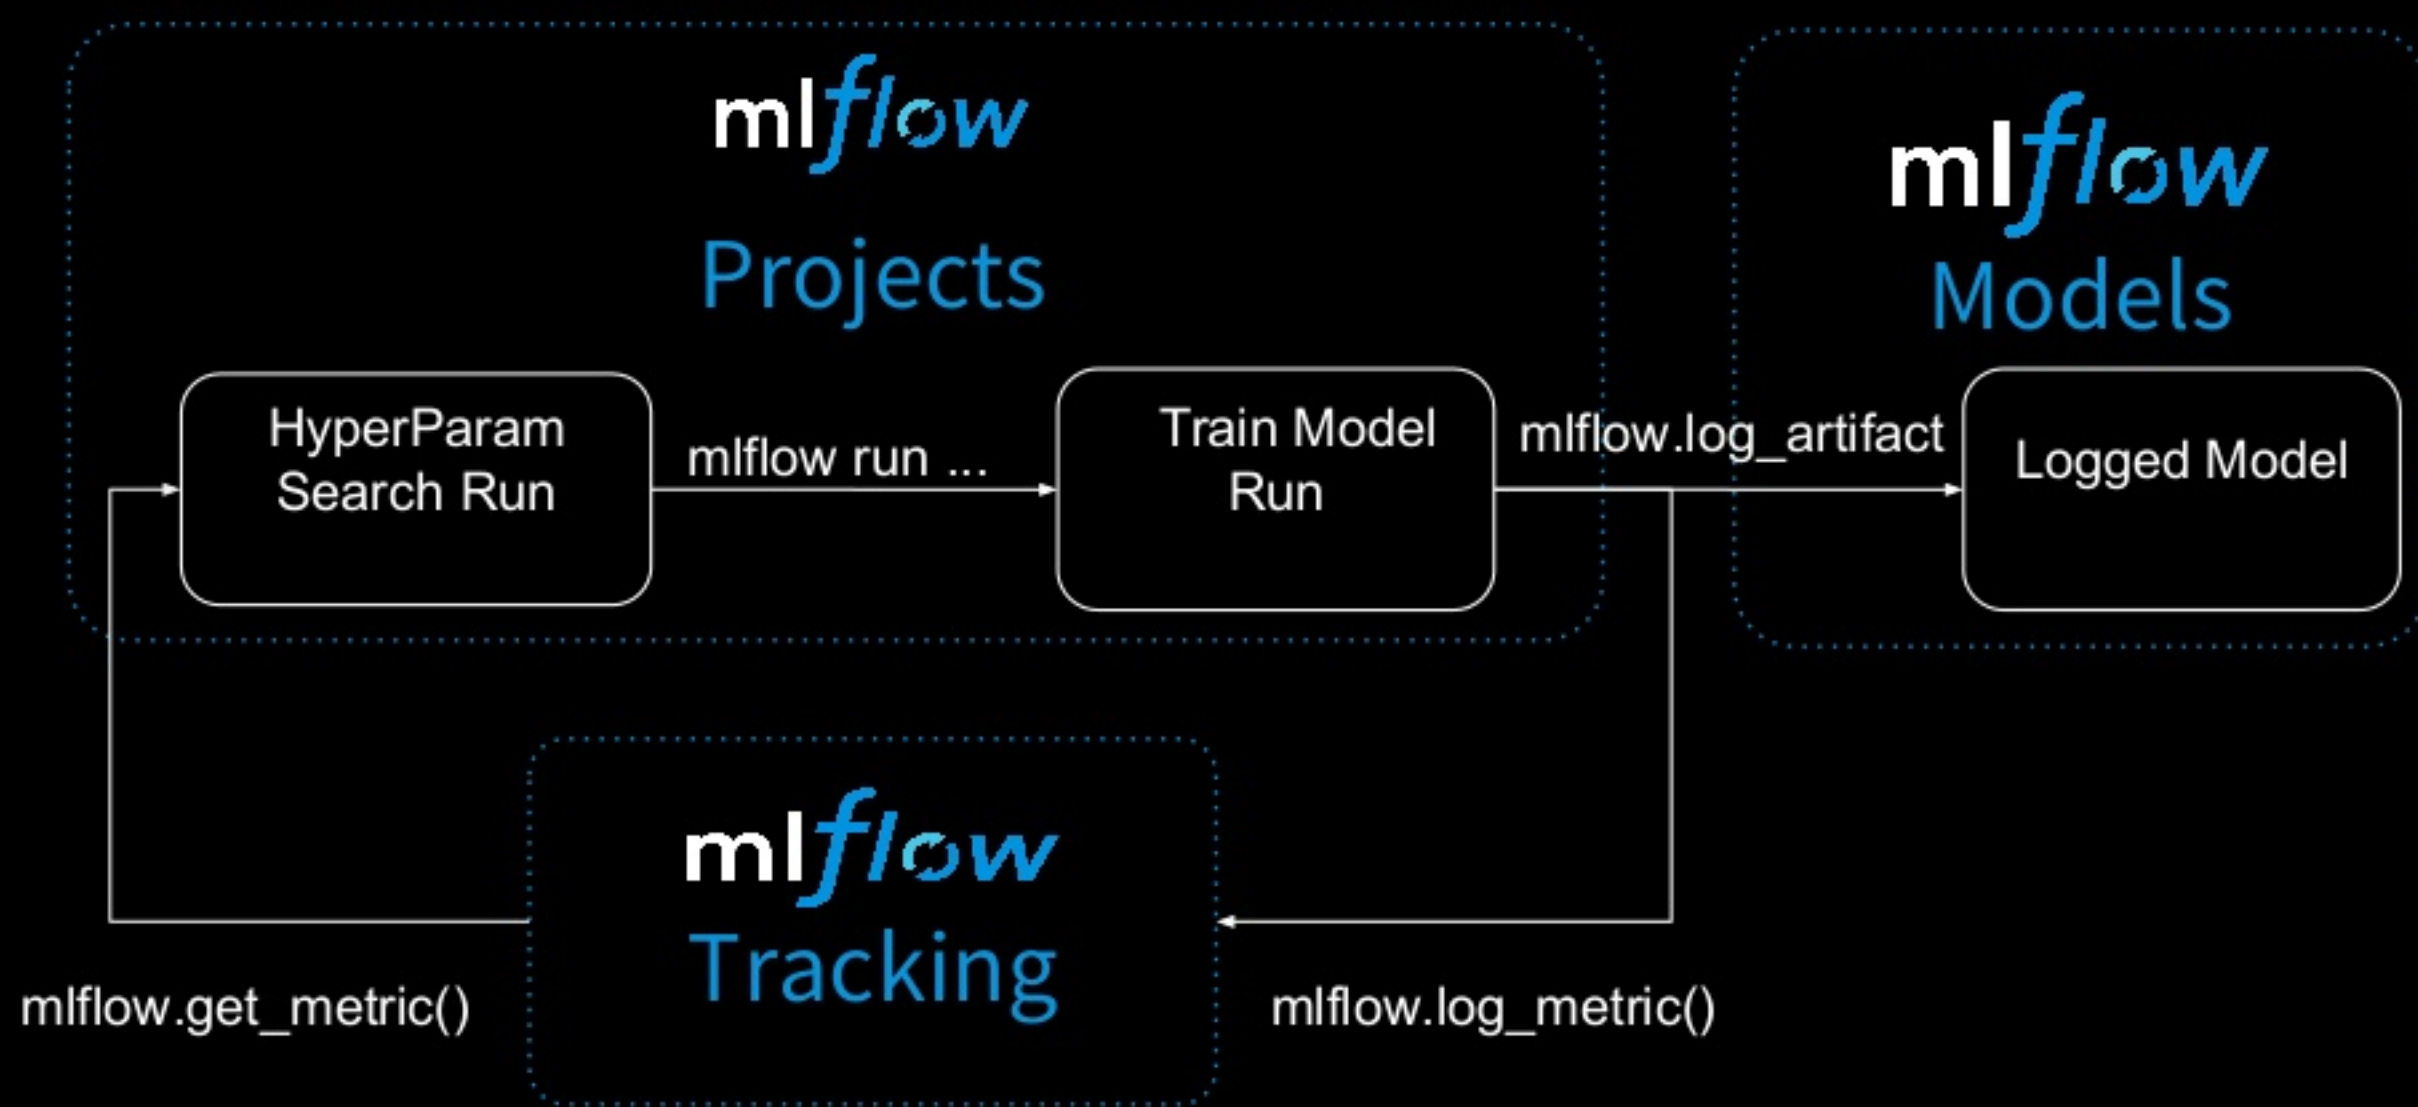 mlflow
Projects
mlflow
Models
HyperParam
Search Run
mlflow run ...
Train Model
Run
mlflow.log_artifact
Logged Model
mlflow
Tracking
mlflow.get_metric()
mlflow.log_metric()